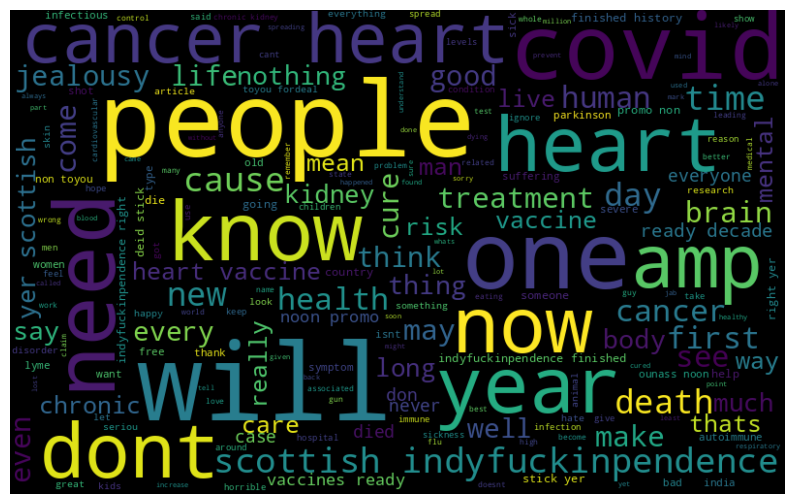 infectious control chronic kidney said everything spread finished history show
cancer heart covid
spreading whole million levels cant sick likely
jealousy lifenothing good human time
shot article toyou fordeal live promo non prevent mind used alone
people heart
come mean man parkinson mental
skin cardiovascular part always understand condition test ignore mark leading
non toyou die type old cause kidney cure treatment everyone reason better
hope many remember problem done dying related suffering research medical
yer scottish need know risk vaccine day brain
deid stick going children state happened found sure sorry severe ready decade
wrong blood men women feel think one amp
heart vaccine country whats lot thing cancer
indyfuckinpendence right new health may body first
called work happy name look something someone guy jab take healthy right yer
say every noon promo isnt now see way
disorder claim world keep soon eating indyfuckinpendence finished
lyme free thank really long don ounass noon help
want symptom given might back never year cured point death much
chronic will associated gun animal best
lost let tell love care well hate give infection thats
even seriou case hospital died immune sickness become autoimmune
dont around flu high make respiratory
scottish indyfuckinpendence
great kids increase horrible vaccines ready doesnt stick yer yet bad india